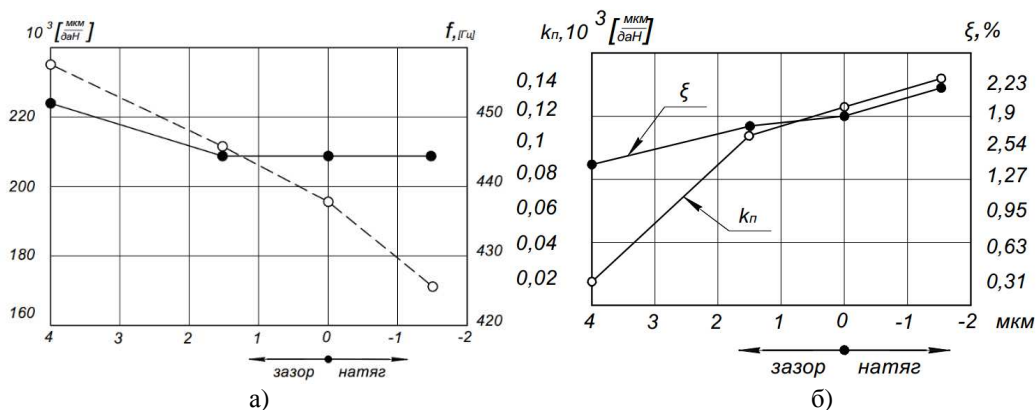 10³ [мкм/даН]
f,[Гц]
220
200
180
160
450
440
430
420
4 3 2 1 0 -1 -2
зазор натяг
а)
kп,10³ [мкм/даН]
ξ,%
0,14
0,12
0,1
0,08
0,06
0,04
0,02
2,23
1,9
2,54
1,27
0,95
0,63
0,31
ξ
kп
4 3 2 1 0 -1 -2 мкм
зазор натяг
б)